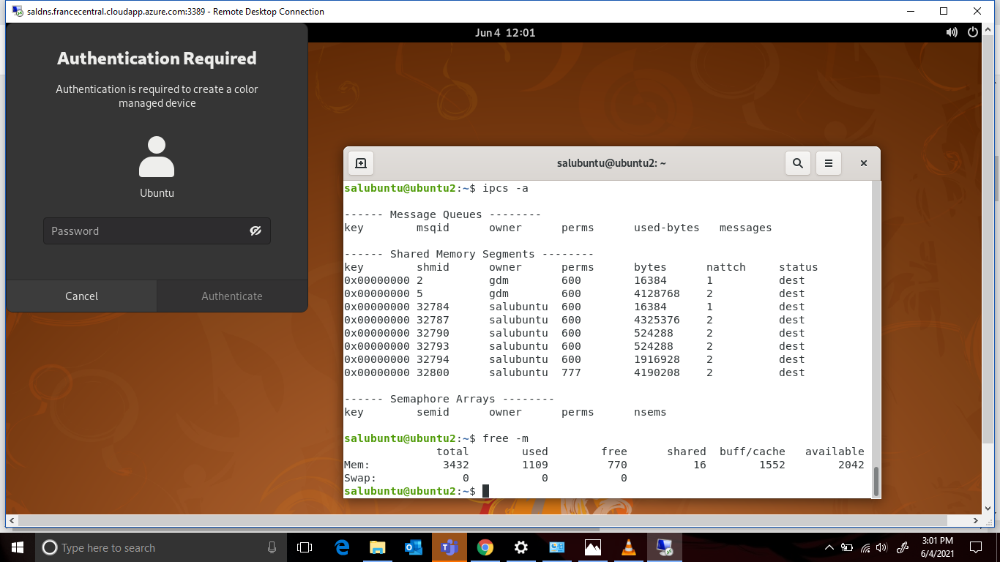 saldns.francecentral.cloudapp.azure.com:3389 - Remote Desktop Connection
Jun 4 12:01
Authentication Required
Authentication is required to create a color
managed device
Ubuntu
Password
Cancel Authenticate
salubuntu@ubuntu2: ~
salubuntu@ubuntu2:~$ ipcs -a
------ Message Queues --------
key msqid owner perms used-bytes messages
------ Shared Memory Segments --------
key shmid owner perms bytes nattch status
0x00000000 2 gdm 600 16384 1 dest
0x00000000 5 gdm 600 4128768 2 dest
0x00000000 32784 salubuntu 600 16384 1 dest
0x00000000 32787 salubuntu 600 4325376 2 dest
0x00000000 32790 salubuntu 600 524288 2 dest
0x00000000 32793 salubuntu 600 524288 2 dest
0x00000000 32794 salubuntu 600 1916928 2 dest
0x00000000 32800 salubuntu 777 4190208 2 dest
------ Semaphore Arrays --------
key semid owner perms nsems
salubuntu@ubuntu2:~$ free -m
total used free shared buff/cache available
Mem: 3432 1109 770 16 1552 2042
Swap: 0 0 0
salubuntu@ubuntu2:~$
Type here to search
3:01 PM
6/4/2021